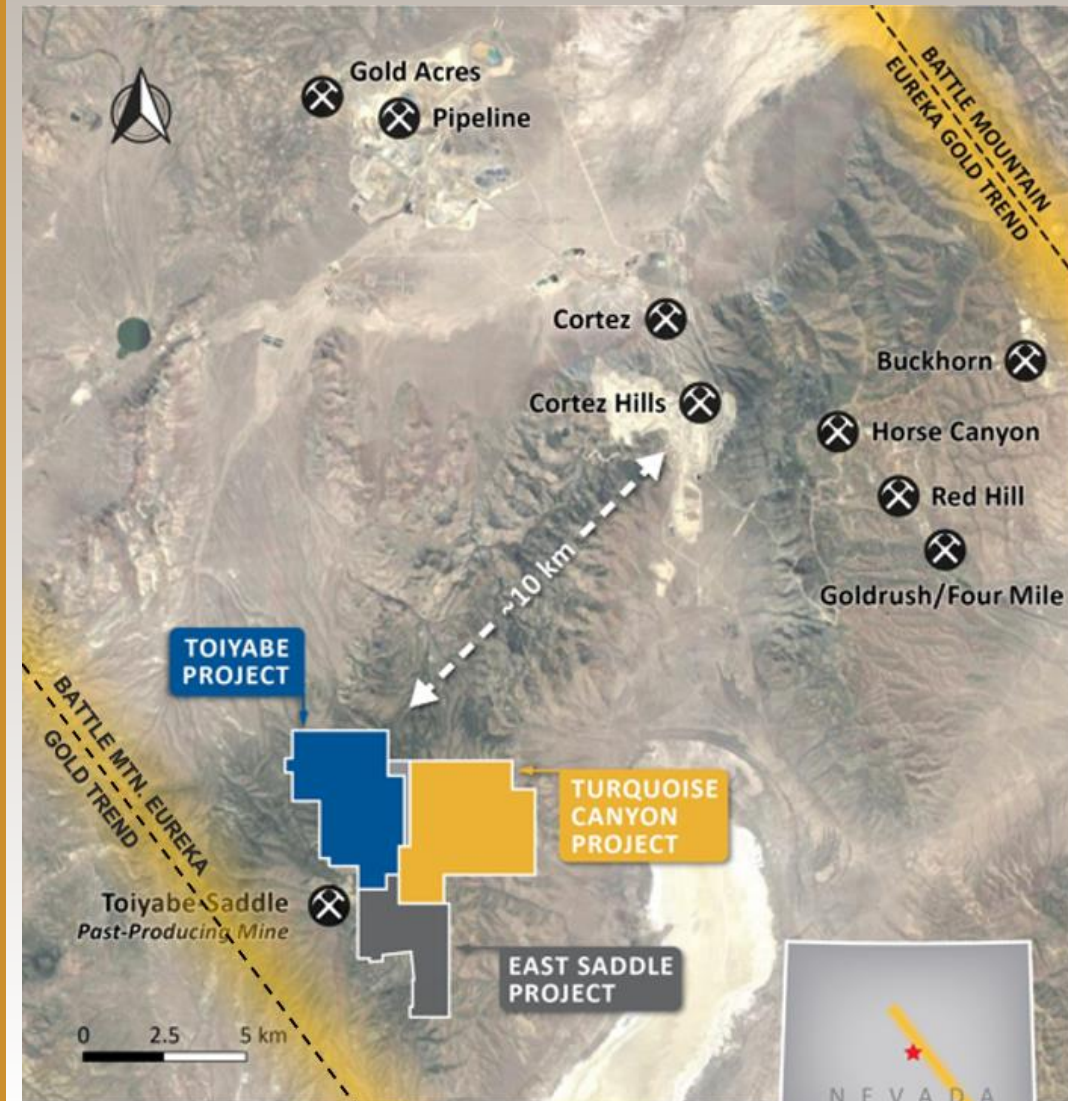 Gold Acres
Pipeline
BATTLE MOUNTAIN
EUREKA GOLD TREND
Cortez
Buckhorn
Cortez Hills
Horse Canyon
Red Hill
~10 km
Goldrush/Four Mile
TOIYABE
PROJECT
BATTLE MTN. EUREKA
GOLD TREND
TURQUOISE
CANYON
PROJECT
Toiyabe Saddle
Past-Producing Mine
EAST SADDLE
PROJECT
0 2.5 5 km
NEVADA